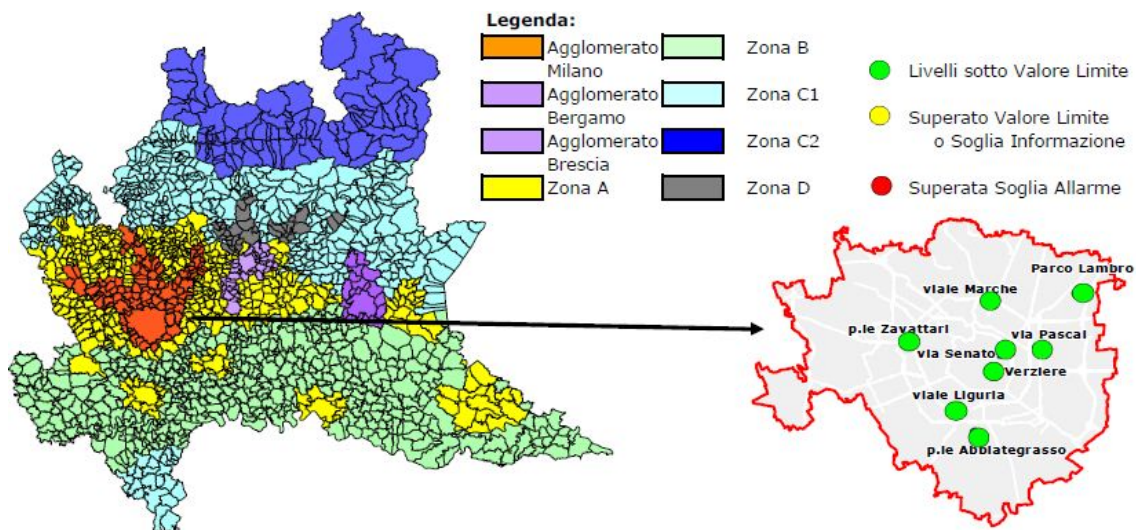 Legenda:
Agglomerato
Milano
Agglomerato
Bergamo
Agglomerato
Brescia
Zona A
Zona B
Zona C1
Zona C2
Zona D
Livelli sotto Valore Limite
Superato Valore Limite
o Soglia Informazione
Superata Soglia Allarme
Parco Lambro
viale Marche
p.le Zavattari
via Pascal
via Senato
Verziere
viale Liguria
p.le Abbiategrasso